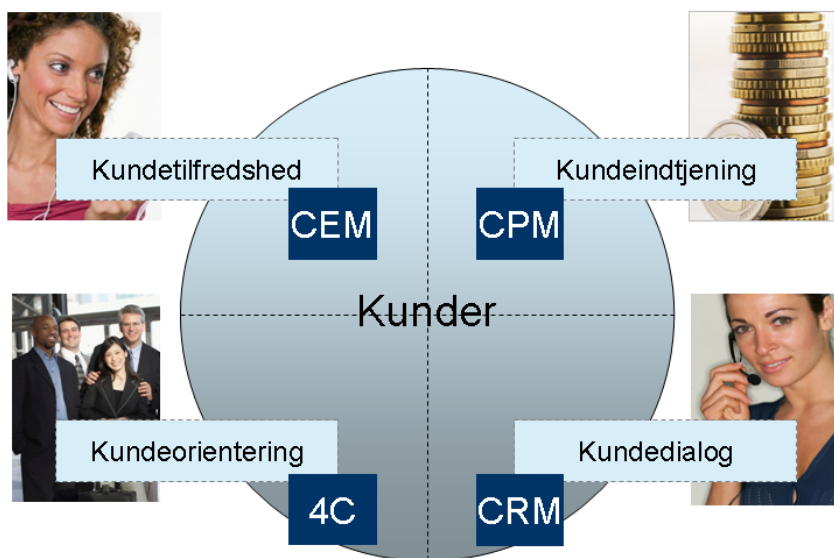 Kundetilfredshed
CEM
Kundeindtjening
CPM
Kunder
Kundeorientering
4C
Kundedialog
CRM